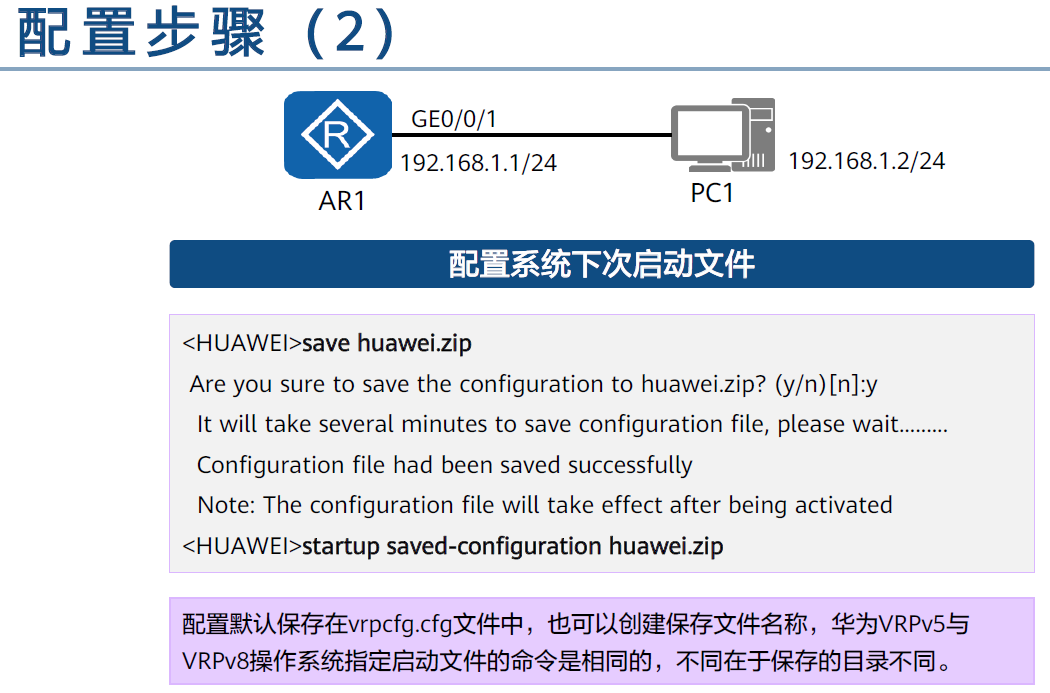 配置步骤（2）
R
GE0/0/1
192.168.1.1/24
192.168.1.2/24
AR1
PC1
配置系统下次启动文件
<HUAWEI>save huawei.zip
Are you sure to save the configuration to huawei.zip? (y/n)[n]:y
It will take several minutes to save configuration file, please wait.........
Configuration file had been saved successfully
Note: The configuration file will take effect after being activated
<HUAWEI>startup saved-configuration huawei.zip
配置默认保存在vrpcfg.cfg文件中，也可以创建保存文件名称，华为VRPv5与
VRPv8操作系统指定启动文件的命令是相同的，不同在于保存的目录不同。